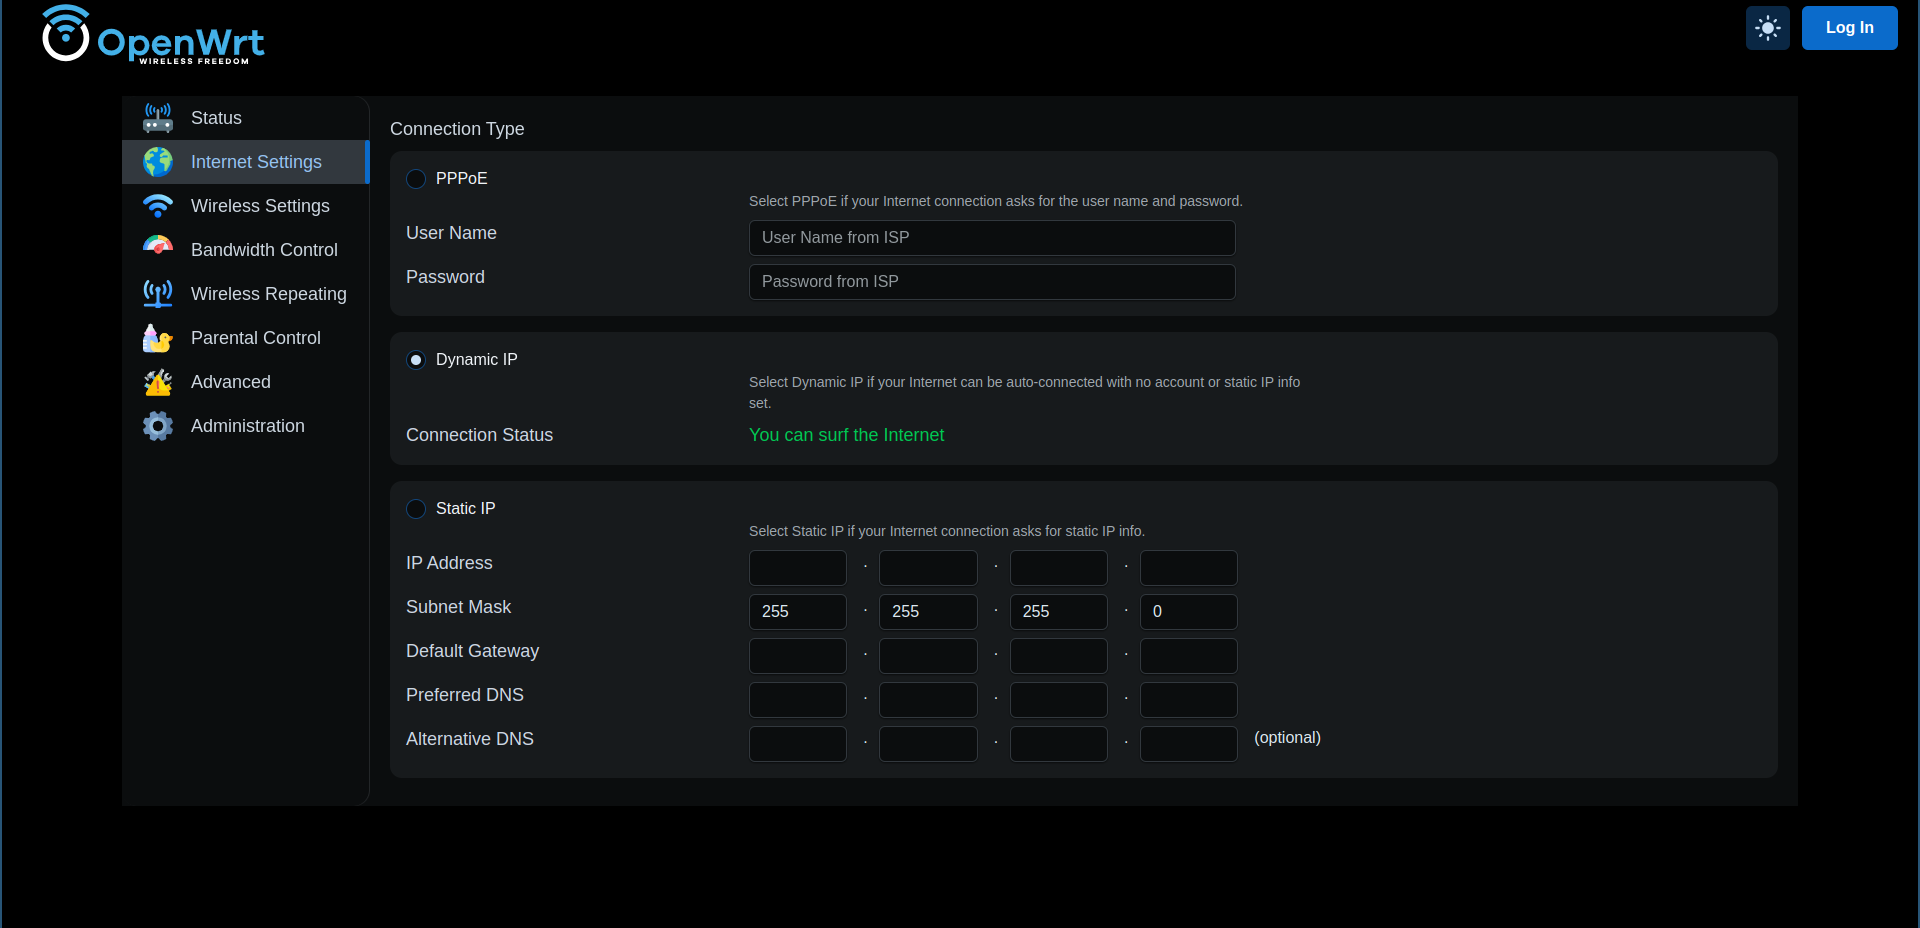 OpenWrt
WIRELESS FREEDOM
Log In
Status
Internet Settings
Wireless Settings
Bandwidth Control
Wireless Repeating
Parental Control
Advanced
Administration
Connection Type
PPPoE
Select PPPoE if your Internet connection asks for the user name and password.
User Name
User Name from ISP
Password
Password from ISP
Dynamic IP
Select Dynamic IP if your Internet can be auto-connected with no account or static IP info
set.
Connection Status
You can surf the Internet
Static IP
Select Static IP if your Internet connection asks for static IP info.
IP Address . . .
Subnet Mask 255 . 255 . 255 . 0
Default Gateway . . .
Preferred DNS . . .
Alternative DNS . . . (optional)